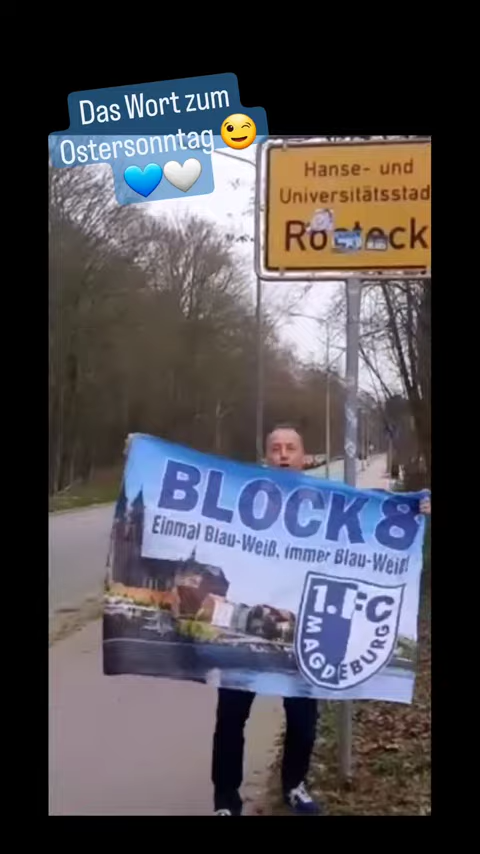 Das Wort zum
Ostersonntag😉
💙🤍
Hanse- und
Universitätsstad
Rostock
BLOCK 8
Einmal Blau-Weiß, immer Blau-Weiß!
1. FC
MAGDEBURG